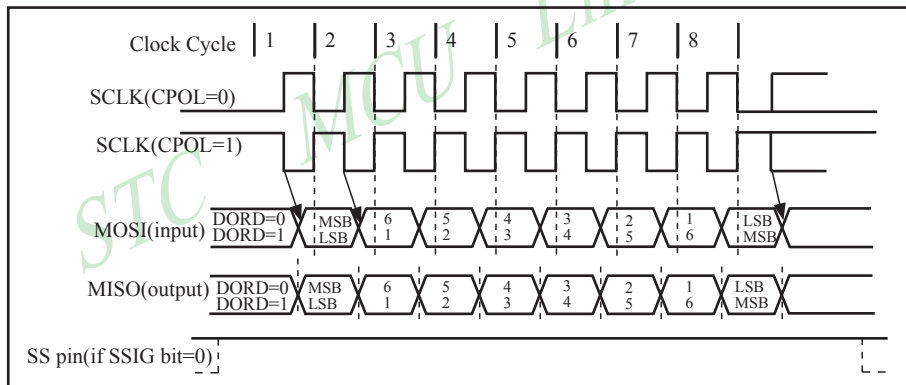 Clock Cycle 1 2 3 4 5 6 7 8
SCLK(CPOL=0)
SCLK(CPOL=1)
MOSI(input) DORD=0 MSB 6 5 4 3 2 1 LSB
DORD=1 LSB 1 2 3 4 5 6 MSB
MISO(output) DORD=0 MSB 6 5 4 3 2 1 LSB
DORD=1 LSB 1 2 3 4 5 6 MSB
SS pin(if SSIG bit=0)
STC MCU Lim